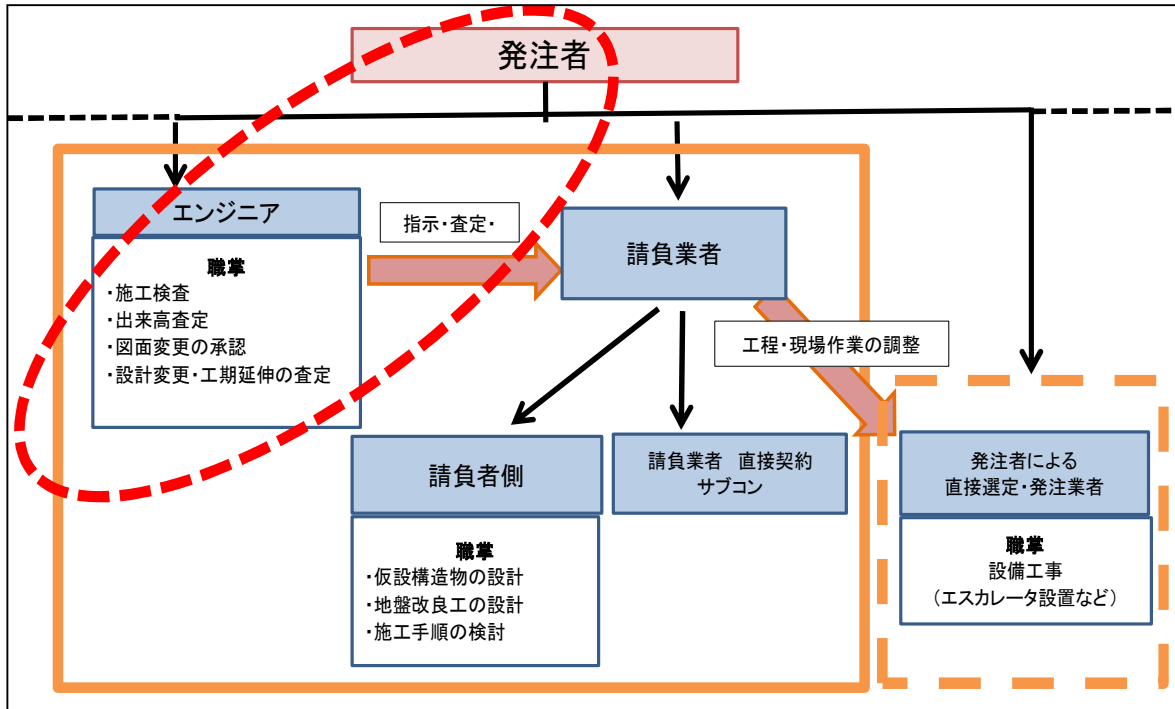 発注者
エンジニア
職掌
・施工検査
・出来高査定
・図面変更の承認
・設計変更・工期延伸の査定
指示・査定・
請負業者
工程・現場作業の調整
請負者側
職掌
・仮設構造物の設計
・地盤改良工の設計
・施工手順の検討
請負業者　直接契約
サブコン
発注者による
直接選定・発注業者
職掌
設備工事
（エスカレータ設置など）